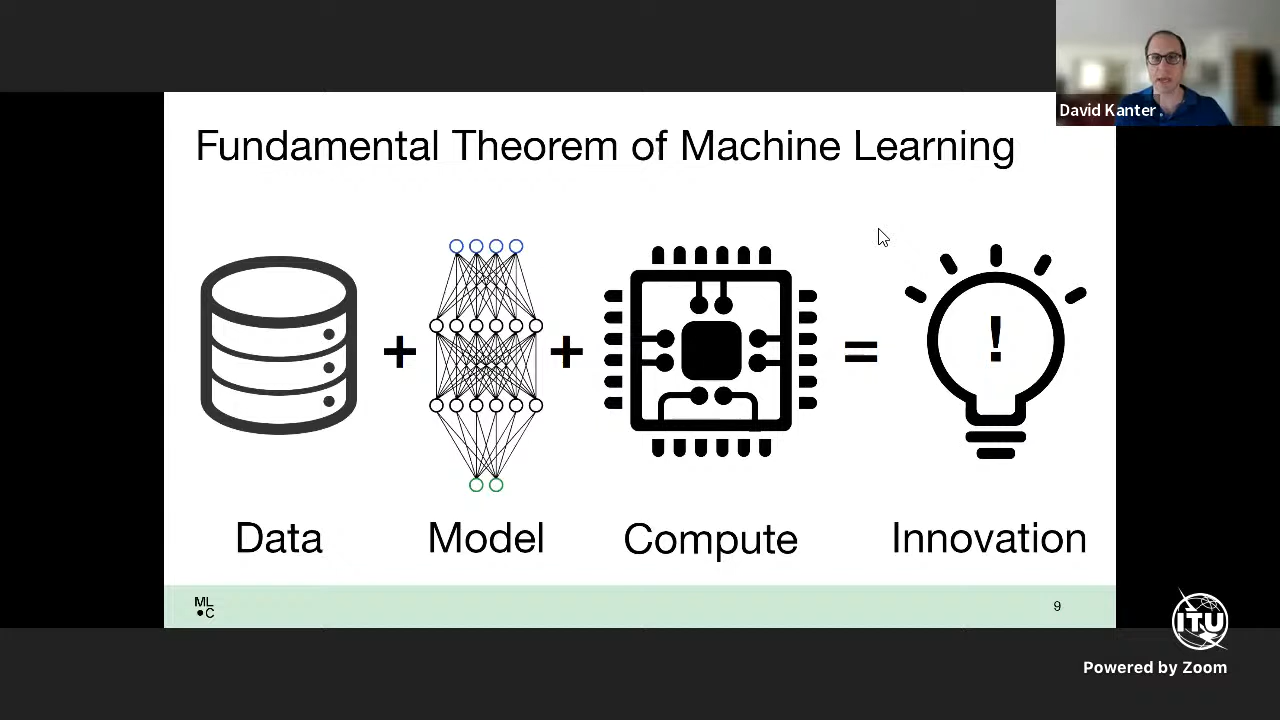 David Kanter
Fundamental Theorem of Machine Learning
+ + = !
Data Model Compute Innovation
ML
C
9
ITU
Powered by Zoom